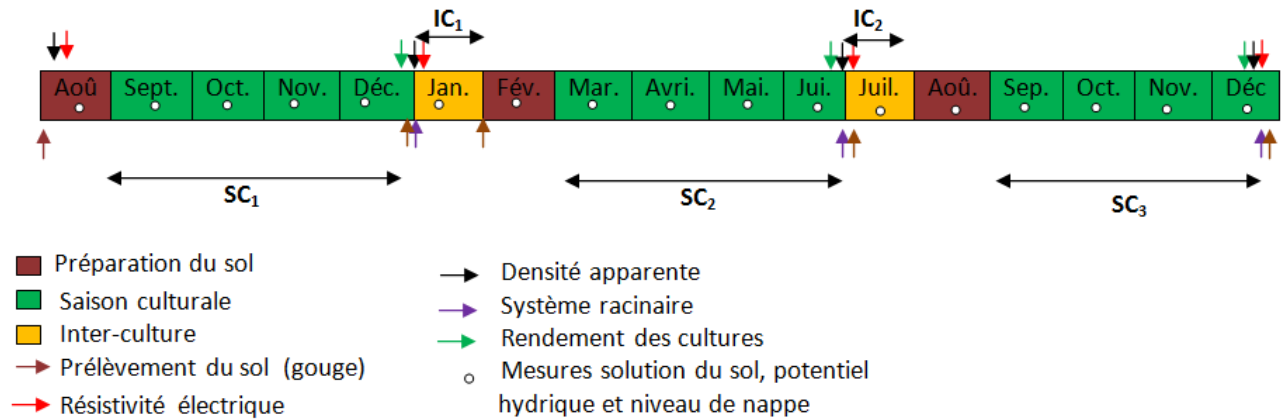 IC₁ IC₂
Aoû Sept. Oct. Nov. Déc. Jan. Fév. Mar. Avri. Mai. Jui. Juil. Aoû. Sep. Oct. Nov. Déc
SC₁ SC₂ SC₃
Préparation du sol
Saison culturale
Inter-culture
Prélèvement du sol (gouge)
Résistivité électrique
Densité apparente
Système racinaire
Rendement des cultures
Mesures solution du sol, potentiel
hydrique et niveau de nappe